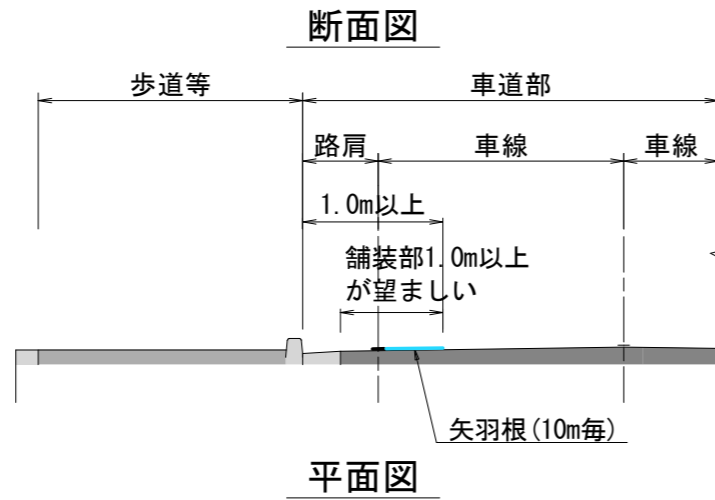 断面図
歩道等
車道部
路肩
車線
車線
1.0m以上
舗装部1.0m以上
が望ましい
矢羽根(10m毎)
平面図